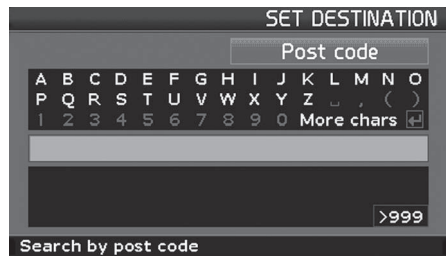 SET DESTINATION
Post code
A B C D E F G H I J K L M N O
P Q R S T U V W X Y Z ␣ , ( )
1 2 3 4 5 6 7 8 9 0 More chars ↵
>999
Search by post code